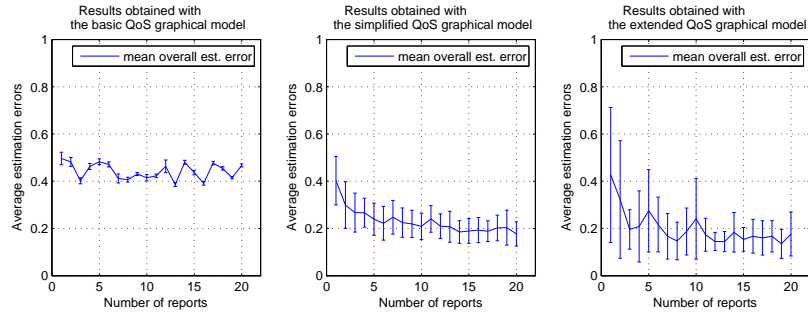 Results obtained with
the basic QoS graphical model
1
0.8
0.6
0.4
0.2
0
mean overall est. error
Average estimation errors
0
5
10
15
20
Number of reports
Results obtained with
the simplified QoS graphical model
1
0.8
0.6
0.4
0.2
0
mean overall est. error
Average estimation errors
0
5
10
15
20
Number of reports
Results obtained with
the extended QoS graphical model
1
0.8
0.6
0.4
0.2
0
mean overall est. error
Average estimation errors
0
5
10
15
20
Number of reports